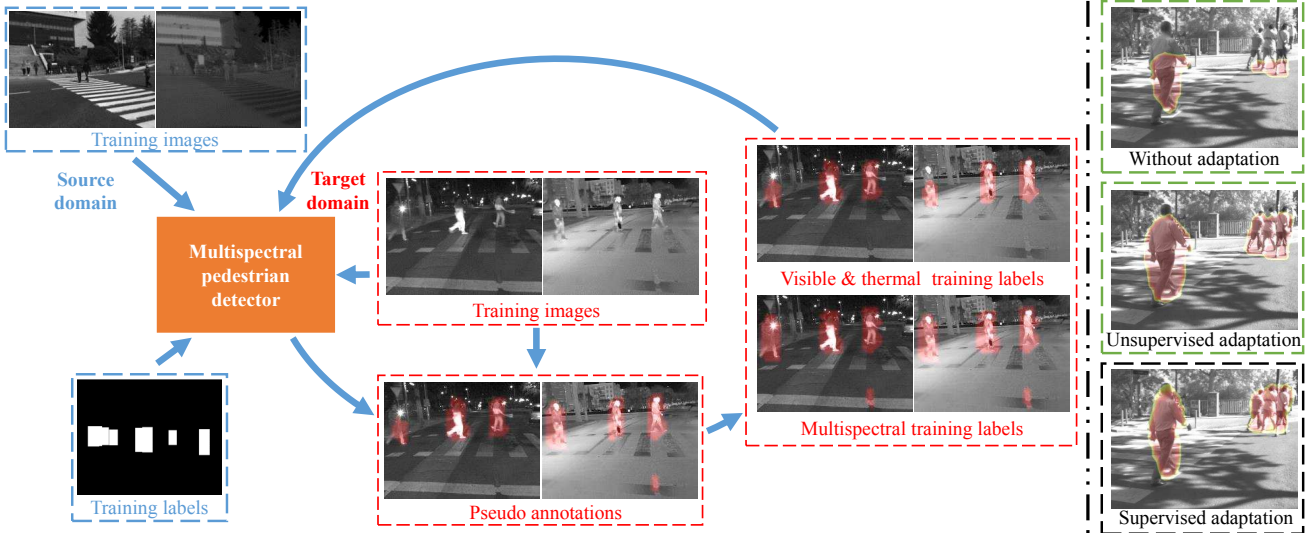 Training images
Source
domain
Target
domain
Multispectral
pedestrian
detector
Training images
Training labels
Pseudo annotations
Visible & thermal training labels
Multispectral training labels
Without adaptation
Unsupervised adaptation
Supervised adaptation